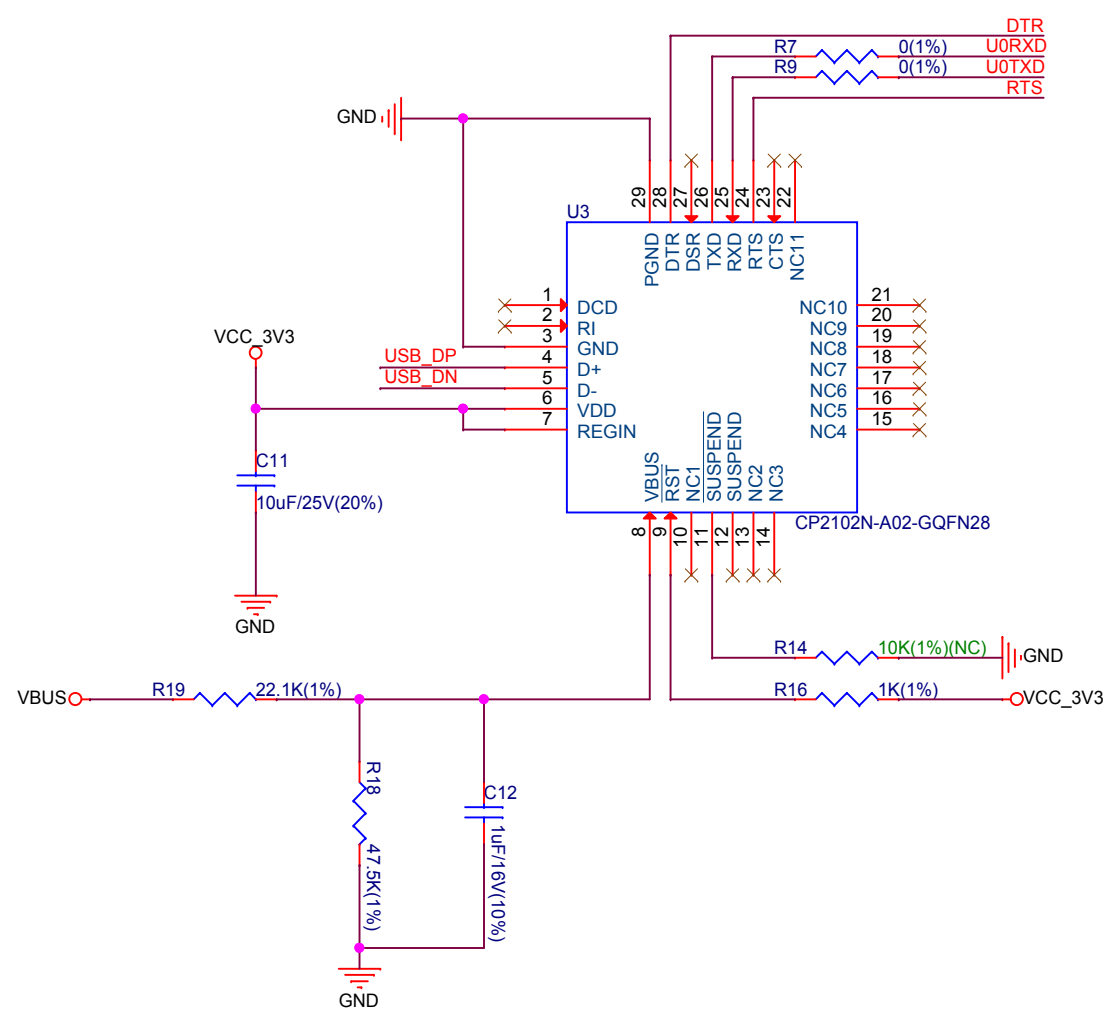 DTR
R7 0(1%) U0RXD
R9 0(1%) U0TXD
RTS
GND
29 28 27 26 25 24 23 22
U3
PGND DTR DSR TXD RXD RTS CTS NC11
1 DCD
2 RI
3 GND
USB_DP 4 D+
USB_DN 5 D-
6 VDD
7 REGIN
NC10 21
NC9 20
NC8 19
NC7 18
NC6 17
NC5 16
NC4 15
VCC_3V3
C11
10uF/25V(20%)
GND
VBUS RST NC1 SUSPEND SUSPEND NC2 NC3
CP2102N-A02-GQFN28
8 9 10 11 12 13 14
R14 10K(1%)(NC) GND
R16 1K(1%) VCC_3V3
VBUS R19 22.1K(1%)
R18
47.5K(1%)
C12
1uF/16V(10%)
GND